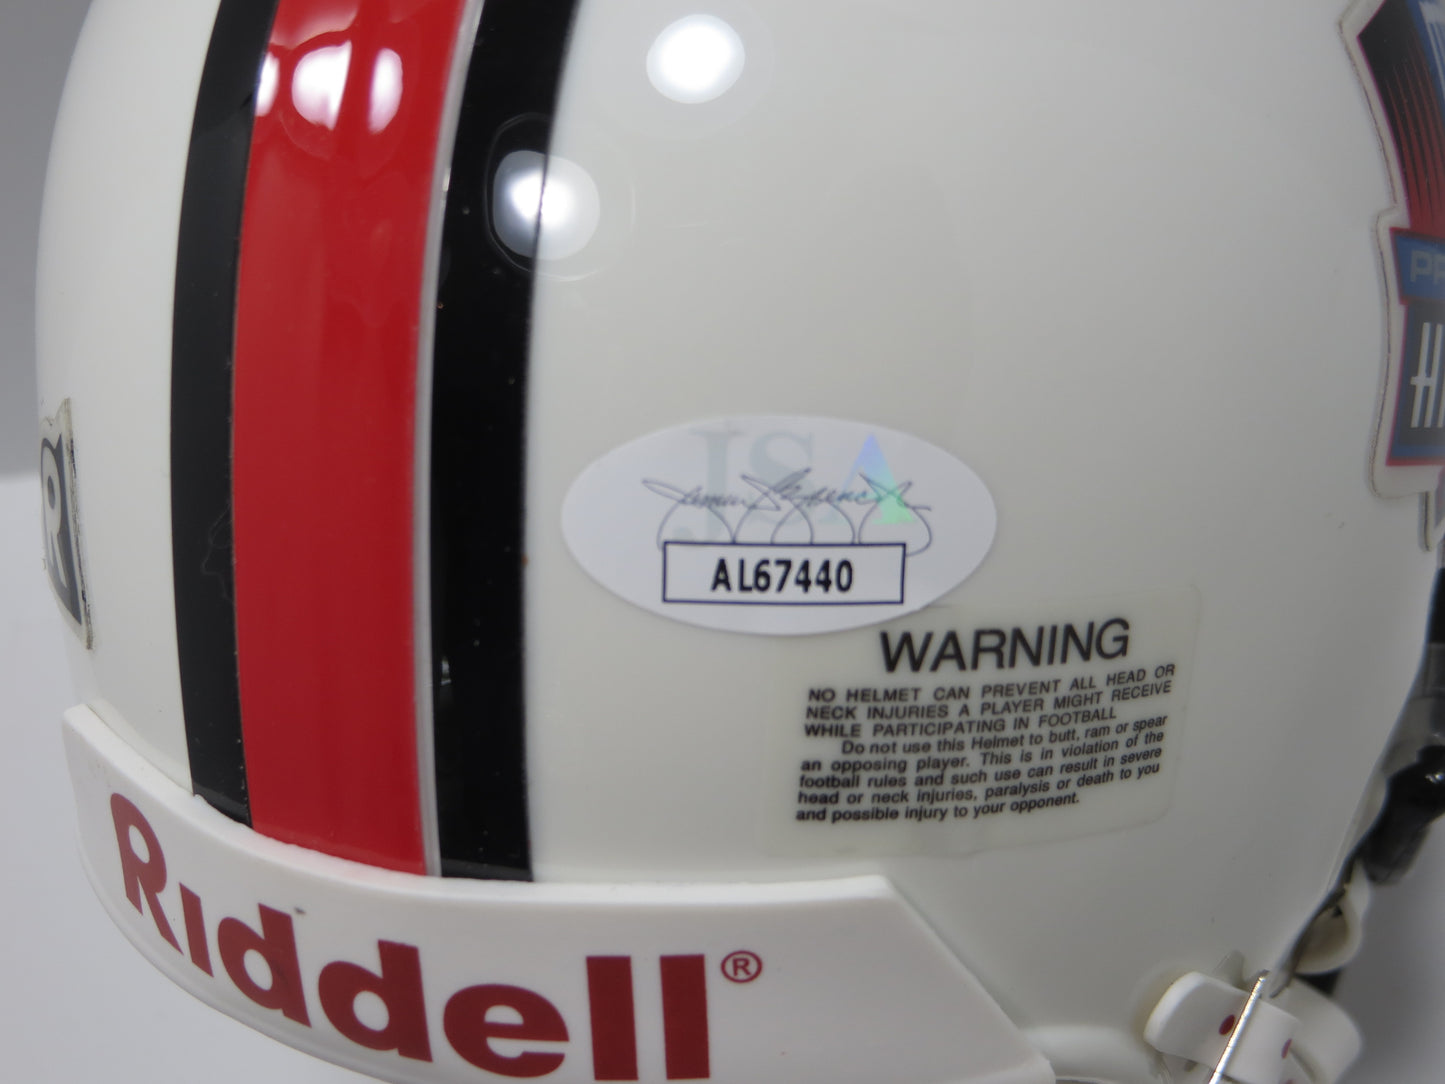 JSA
James Spence
AL67440
WARNING
NO HELMET CAN PREVENT ALL HEAD OR
NECK INJURIES A PLAYER MIGHT RECEIVE
WHILE PARTICIPATING IN FOOTBALL
Do not use this Helmet to butt, ram or spear
an opposing player. This is in violation of the
football rules and such use can result in severe
head or neck injuries, paralysis or death to you
and possible injury to your opponent.
Riddell®
R